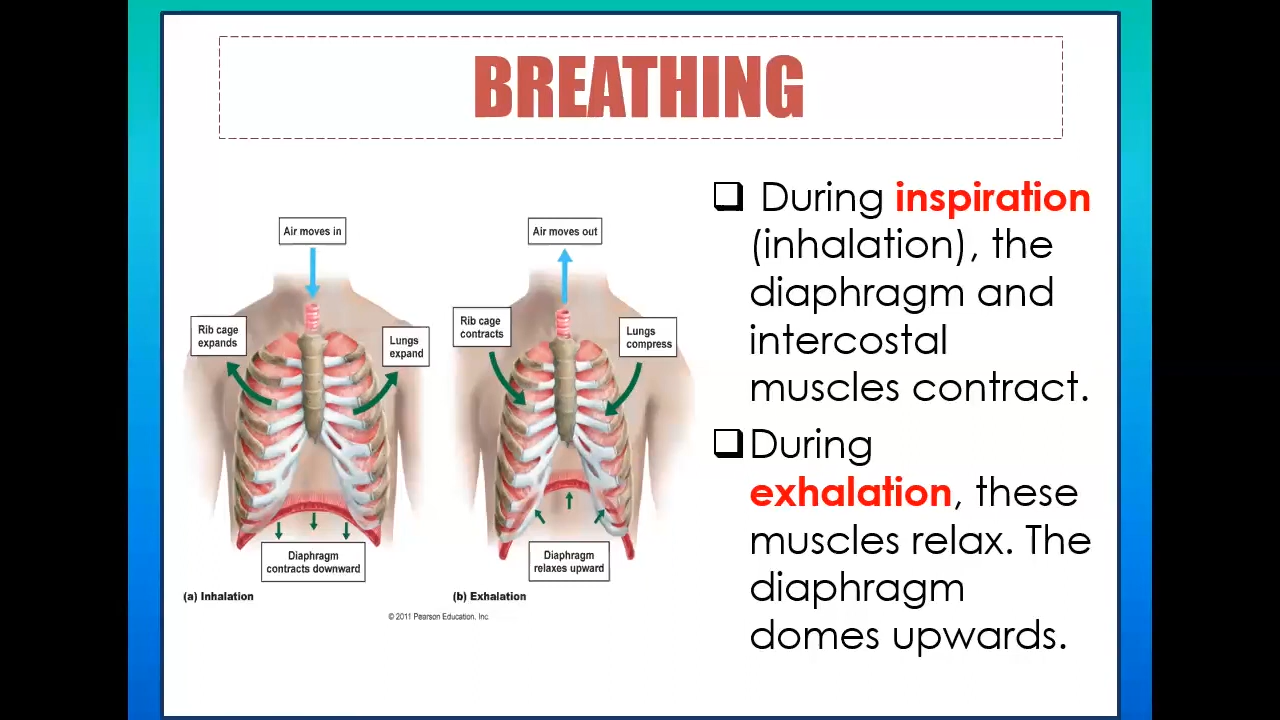 BREATHING
Air moves in
Rib cage
expands
Lungs
expand
Diaphragm
contracts downward
(a) Inhalation
Air moves out
Rib cage
contracts
Lungs
compress
Diaphragm
relaxes upward
(b) Exhalation
© 2011 Pearson Education, Inc.
During inspiration
(inhalation), the
diaphragm and
intercostal
muscles contract.
During
exhalation, these
muscles relax. The
diaphragm
domes upwards.